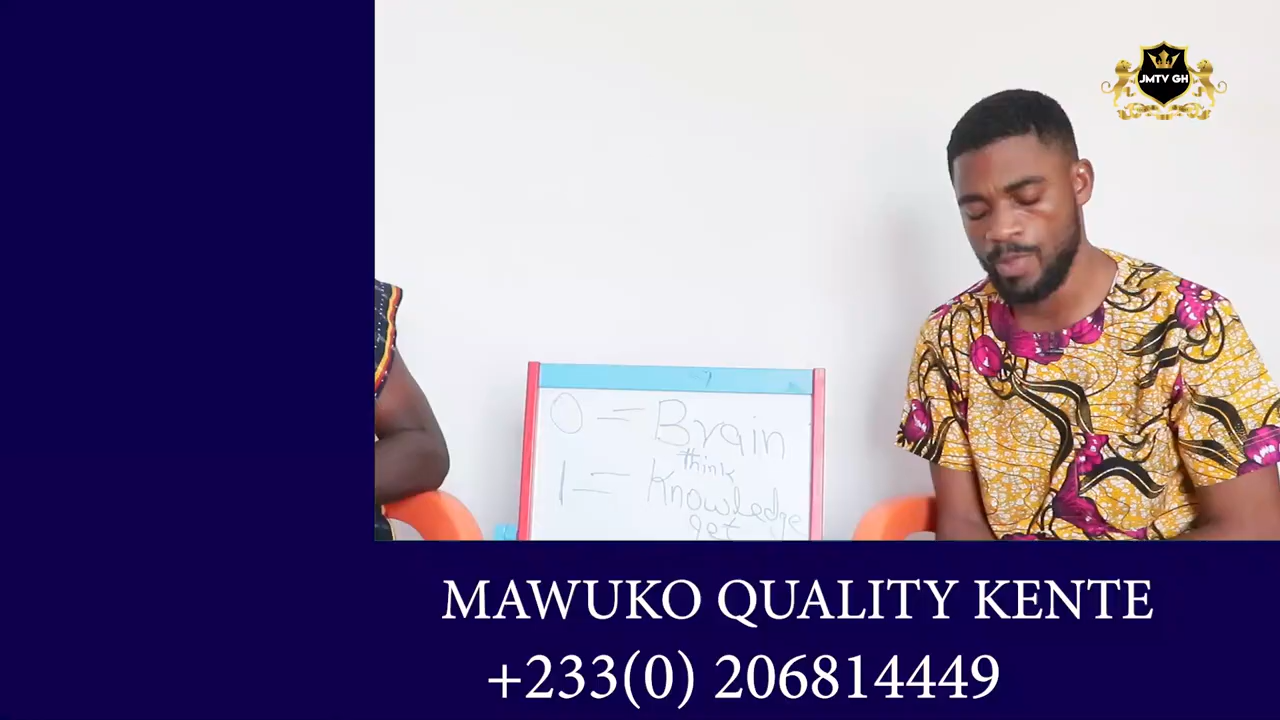 JMTV GH
0 = Brain
think
1 = Knowledge
get
MAWUKO QUALITY KENTE
+233(0) 206814449